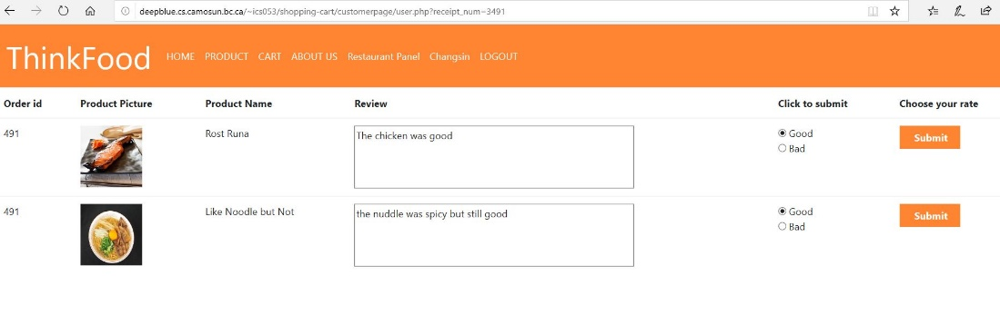 deepblue.cs.camosun.bc.ca/~ics053/shopping-cart/customerpage/user.php?receipt_num=3491
ThinkFood HOME PRODUCT CART ABOUT US Restaurant Panel Changsin LOGOUT
Order id Product Picture Product Name Review Click to submit Choose your rate
491 Rost Runa The chicken was good Good Submit
Bad
491 Like Noodle but Not the nuddle was spicy but still good Good Submit
Bad